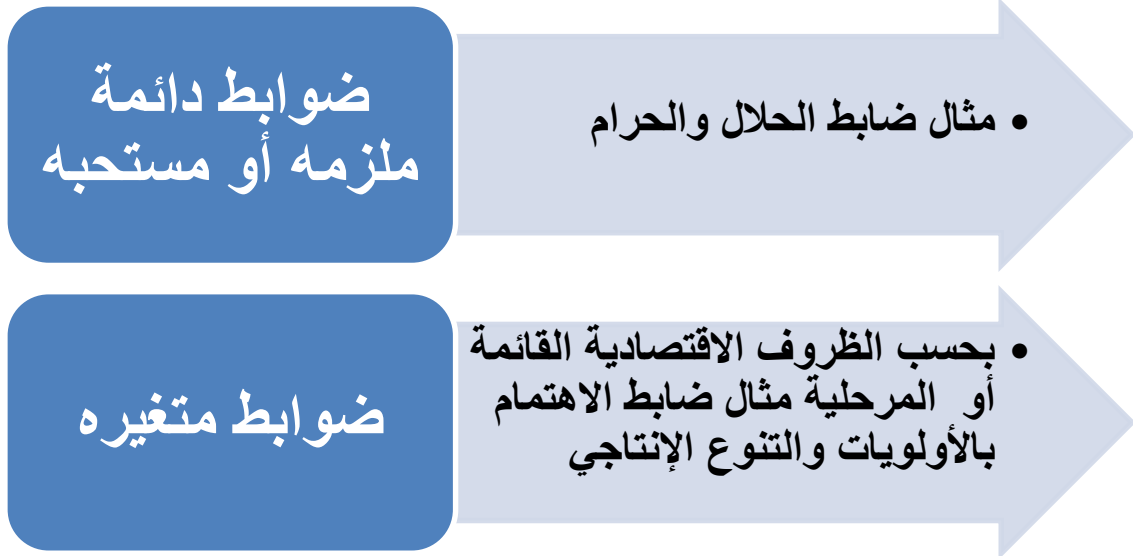 ضوابط دائمة
ملزمه أو مستحبه
• مثال ضابط الحلال والحرام
ضوابط متغيره
• بحسب الظروف الاقتصادية القائمة
أو المرحلية مثال ضابط الاهتمام
بالأولويات والتنوع الإنتاجي